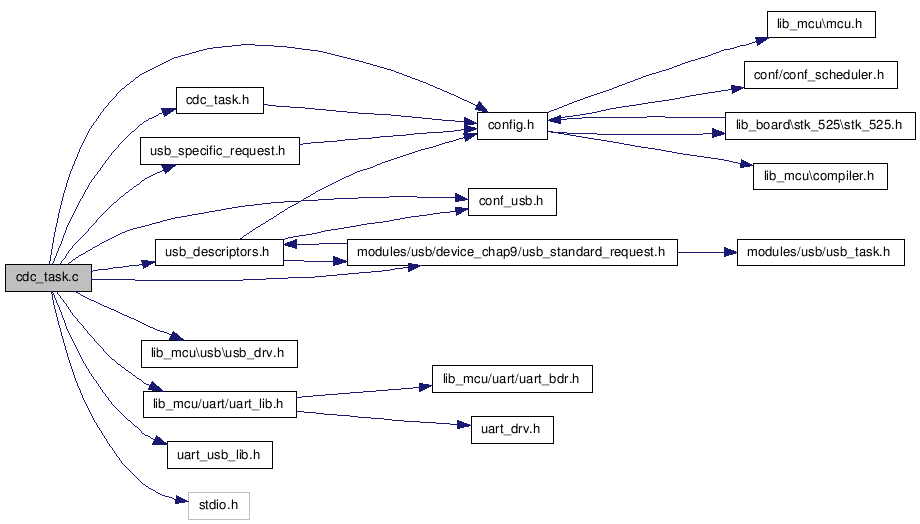 lib_mcu\mcu.h
conf/conf_scheduler.h
cdc_task.h
config.h
lib_board\stk_525\stk_525.h
usb_specific_request.h
lib_mcu\compiler.h
conf_usb.h
usb_descriptors.h
modules/usb/device_chap9/usb_standard_request.h
modules/usb/usb_task.h
cdc_task.c
lib_mcu\usb\usb_drv.h
lib_mcu/uart/uart_bdr.h
lib_mcu/uart/uart_lib.h
uart_drv.h
uart_usb_lib.h
stdio.h